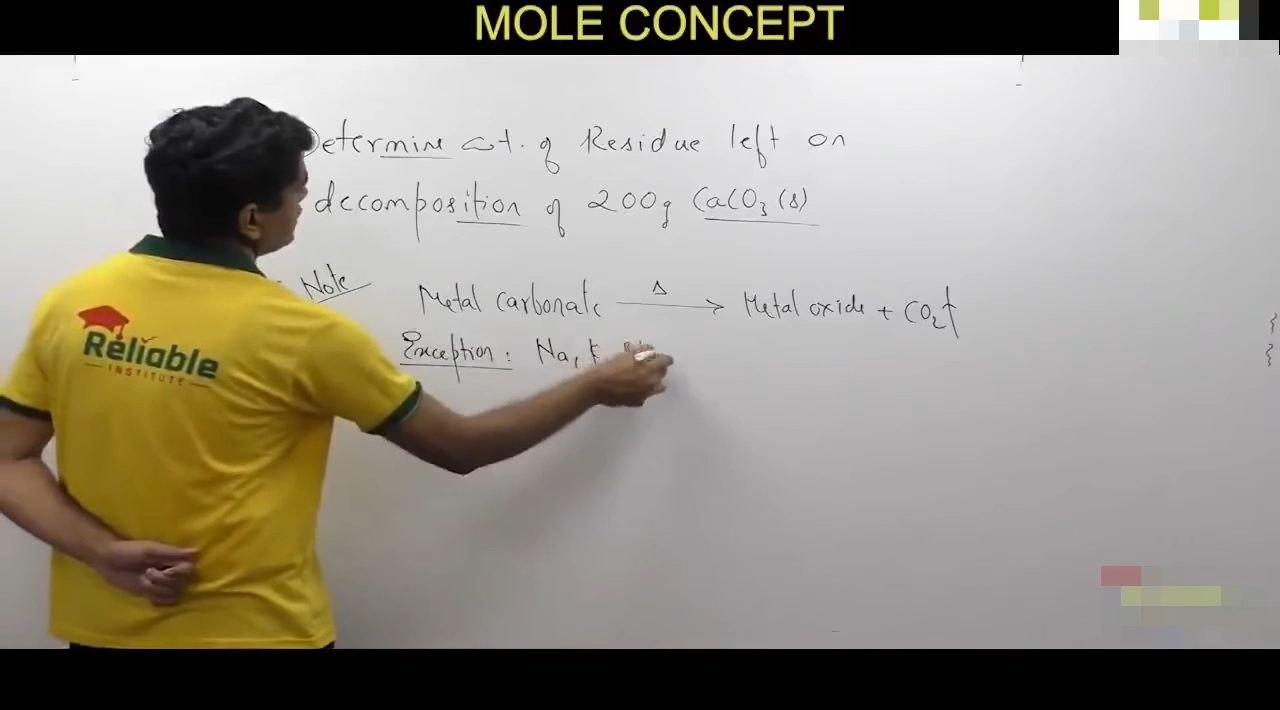 MOLE CONCEPT
Determine wt. of Residue left on
decomposition of 200g CaCO₃(s)
Note
Metal carbonate Δ→ Metal oxide + CO₂↑
Exception: Na, K,
Reliable
INSTITUTE